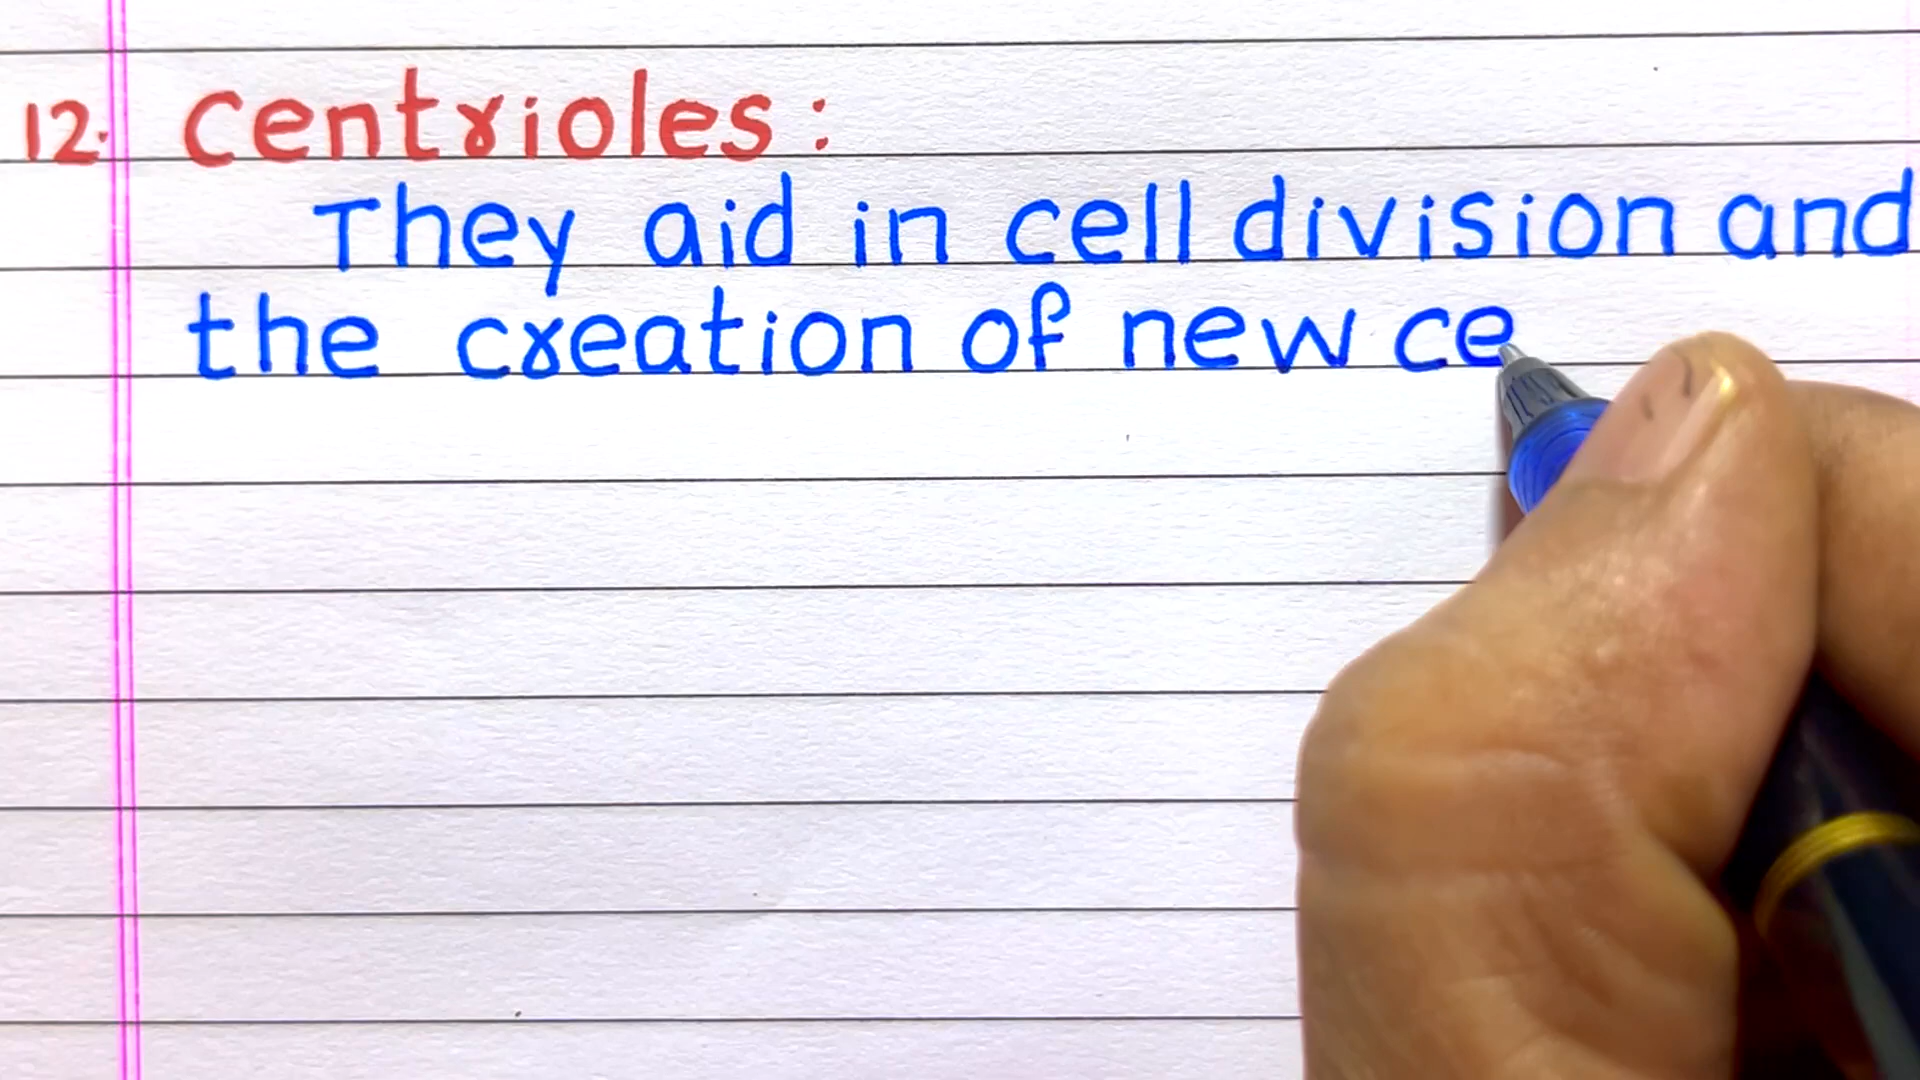 12. Centrioles:
They aid in cell division and
the creation of new ce